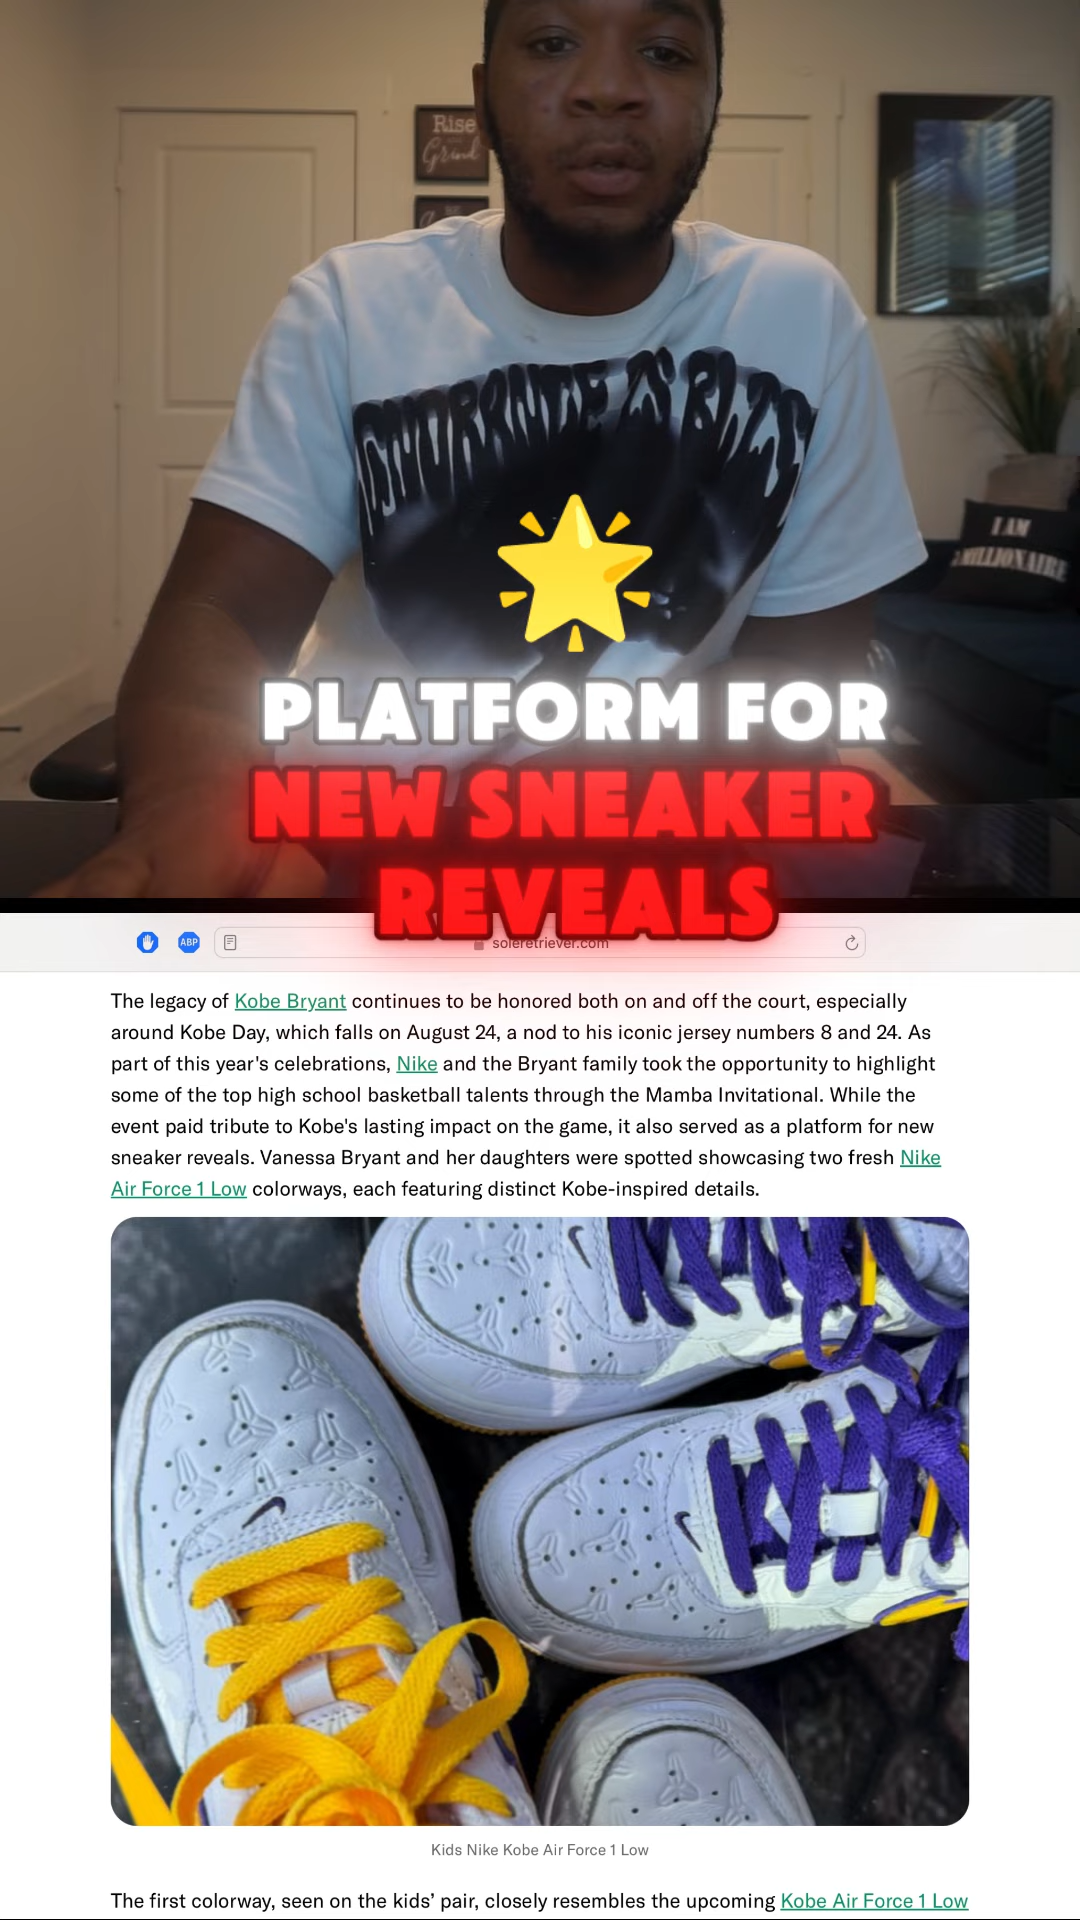 Rise
Grind
IGNORANCE IS BLISS
I AM
A MILLIONAIRE
PLATFORM FOR
NEW SNEAKER
REVEALS
ABP
soleretriever.com
The legacy of Kobe Bryant continues to be honored both on and off the court, especially
around Kobe Day, which falls on August 24, a nod to his iconic jersey numbers 8 and 24. As
part of this year's celebrations, Nike and the Bryant family took the opportunity to highlight
some of the top high school basketball talents through the Mamba Invitational. While the
event paid tribute to Kobe's lasting impact on the game, it also served as a platform for new
sneaker reveals. Vanessa Bryant and her daughters were spotted showcasing two fresh Nike
Air Force 1 Low colorways, each featuring distinct Kobe-inspired details.
Kids Nike Kobe Air Force 1 Low
The first colorway, seen on the kids’ pair, closely resembles the upcoming Kobe Air Force 1 Low